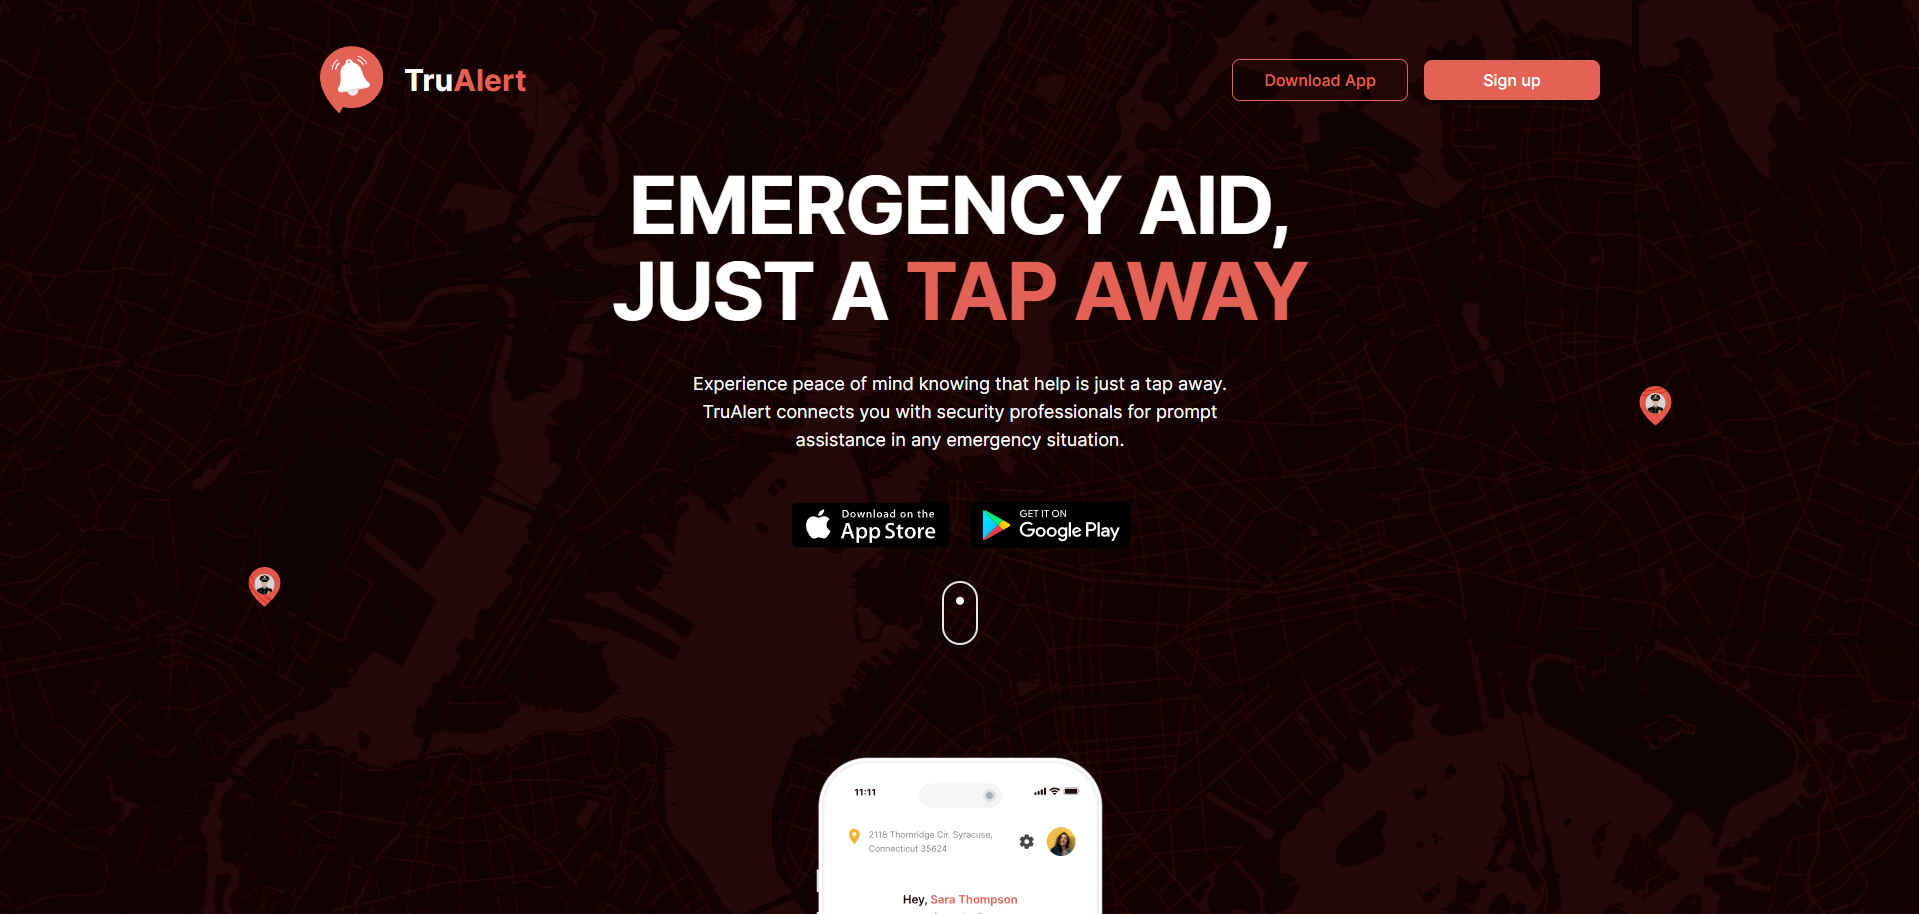 TruAlert
Download App
Sign up
EMERGENCY AID,
JUST A TAP AWAY
Experience peace of mind knowing that help is just a tap away.
TruAlert connects you with security professionals for prompt
assistance in any emergency situation.
Download on the
App Store
GET IT ON
Google Play
11:11
2118 Thornridge Cir. Syracuse,
Connecticut 35624
Hey, Sara Thompson